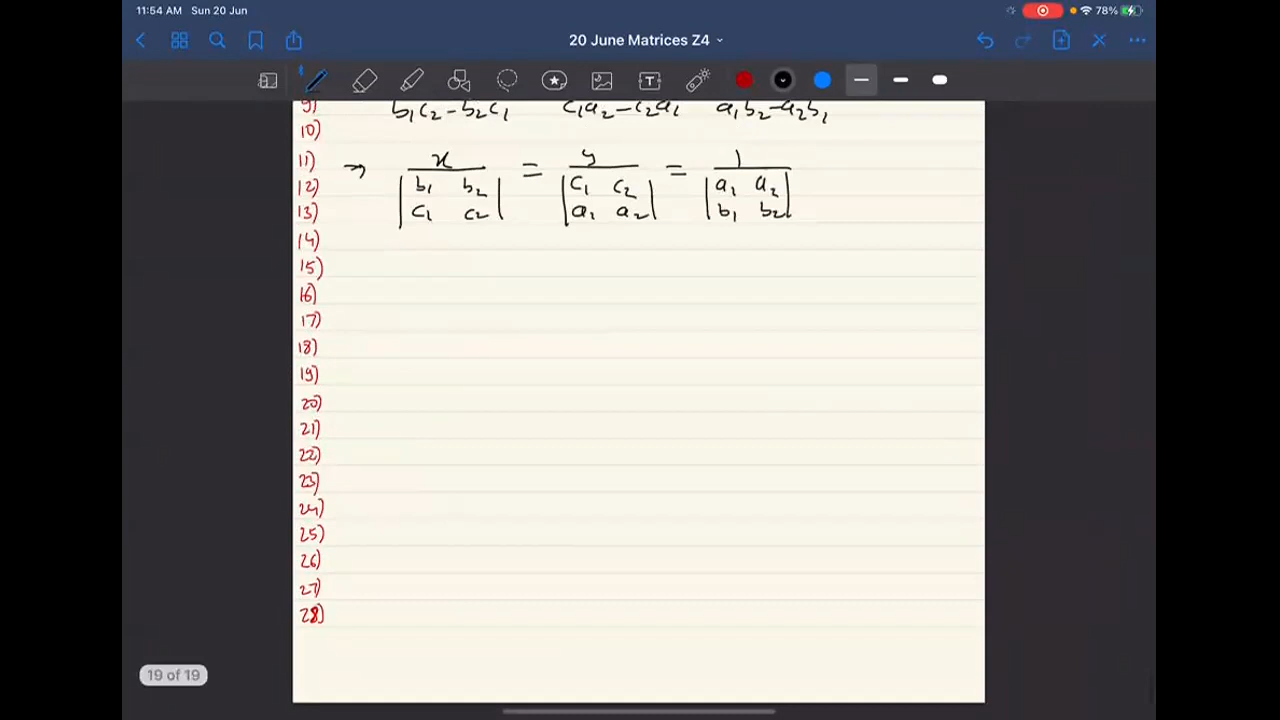 11:54 AM Sun 20 Jun 78%
20 June Matrices Z4
T
9) b₁c₂-b₂c₁ c₁a₂-c₂a₁ a₁b₂-a₂b₁
10)
11) → x = y = 1
12) | b₁ b₂ | | c₁ c₂ | | a₁ a₂ |
13) | c₁ c₂ | | a₁ a₂ | | b₁ b₂ |
14)
15)
16)
17)
18)
19)
20)
21)
22)
23)
24)
25)
26)
27)
28)
19 of 19